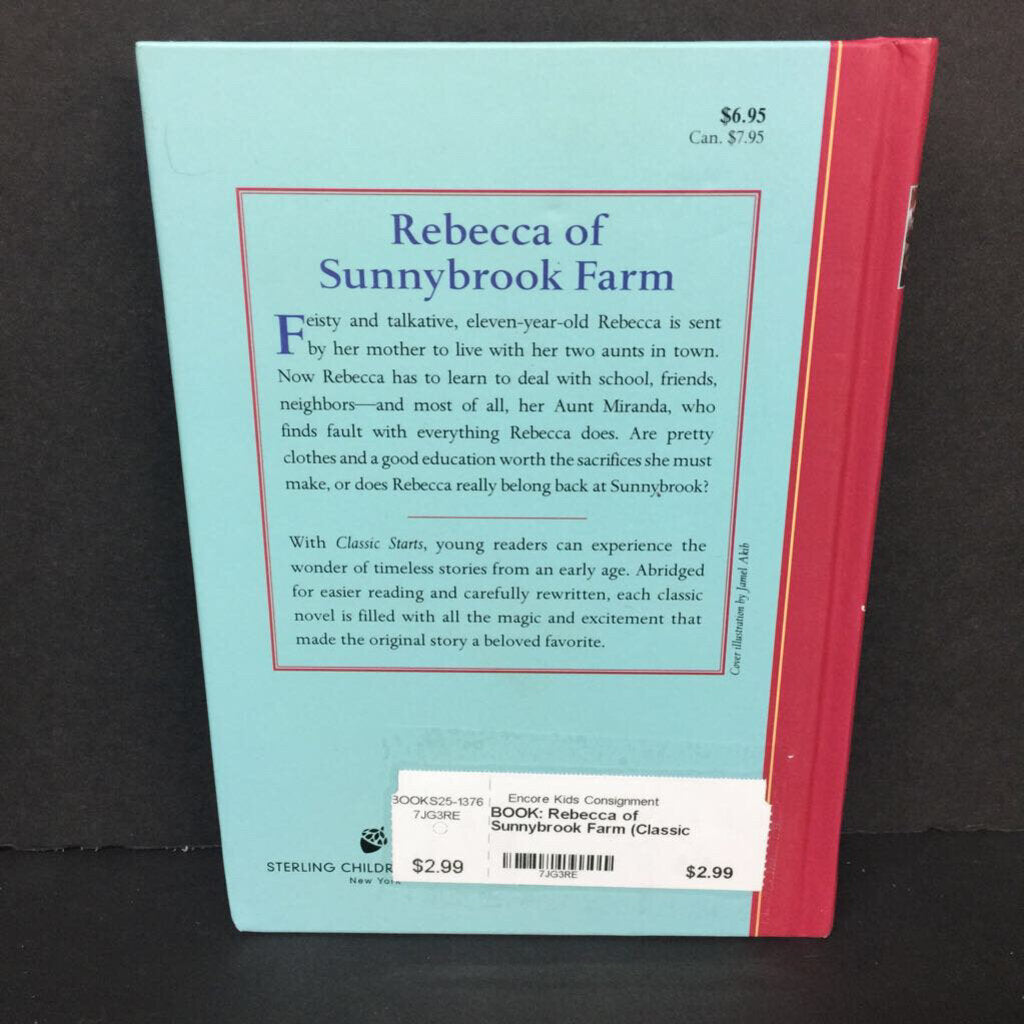 $6.95
Can. $7.95
Rebecca of
Sunnybrook Farm
Feisty and talkative, eleven-year-old Rebecca is sent
by her mother to live with her two aunts in town.
Now Rebecca has to learn to deal with school, friends,
neighbors—and most of all, her Aunt Miranda, who
finds fault with everything Rebecca does. Are pretty
clothes and a good education worth the sacrifices she must
make, or does Rebecca really belong back at Sunnybrook?
With Classic Starts, young readers can experience the
wonder of timeless stories from an early age. Abridged
for easier reading and carefully rewritten, each classic
novel is filled with all the magic and excitement that
made the original story a beloved favorite.
Cover illustration by Jamel Akib
STERLING CHILDR
New York
BOOKS25-1376
7JG3RE
$2.99
Encore Kids Consignment
BOOK: Rebecca of
Sunnybrook Farm (Classic
7JG3RE
$2.99